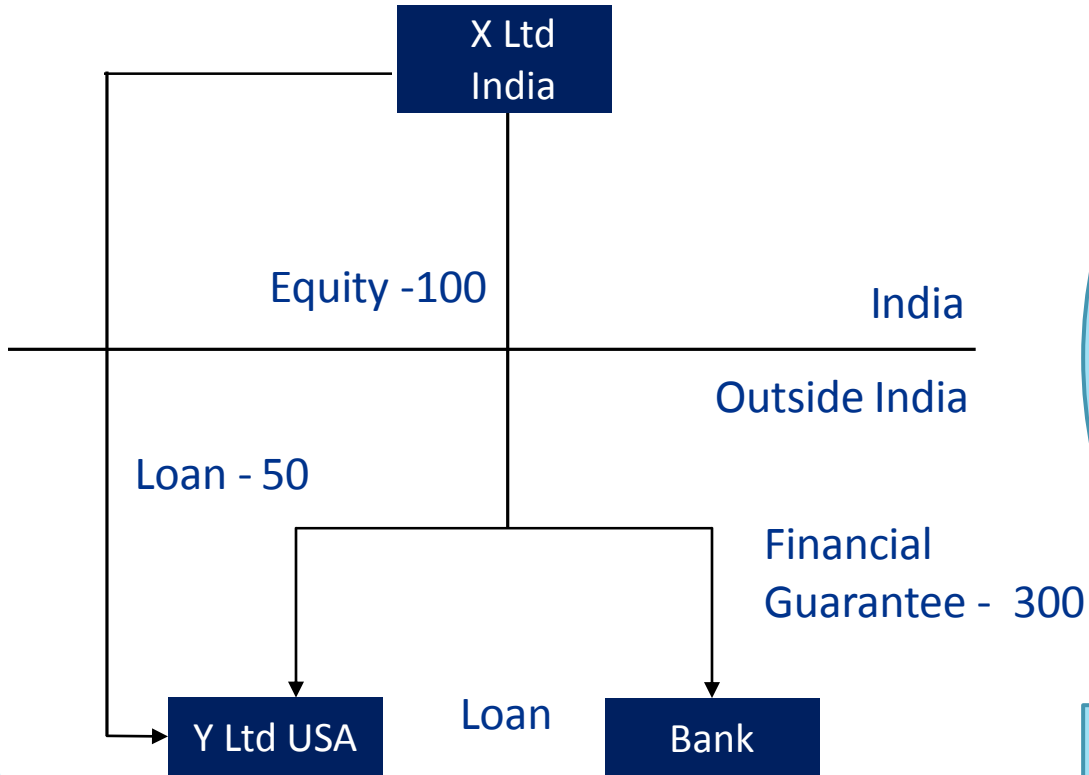 X Ltd
India
Equity -100
India
Outside India
Loan - 50
Financial
Guarantee -  300
Y Ltd USA
Loan
Bank